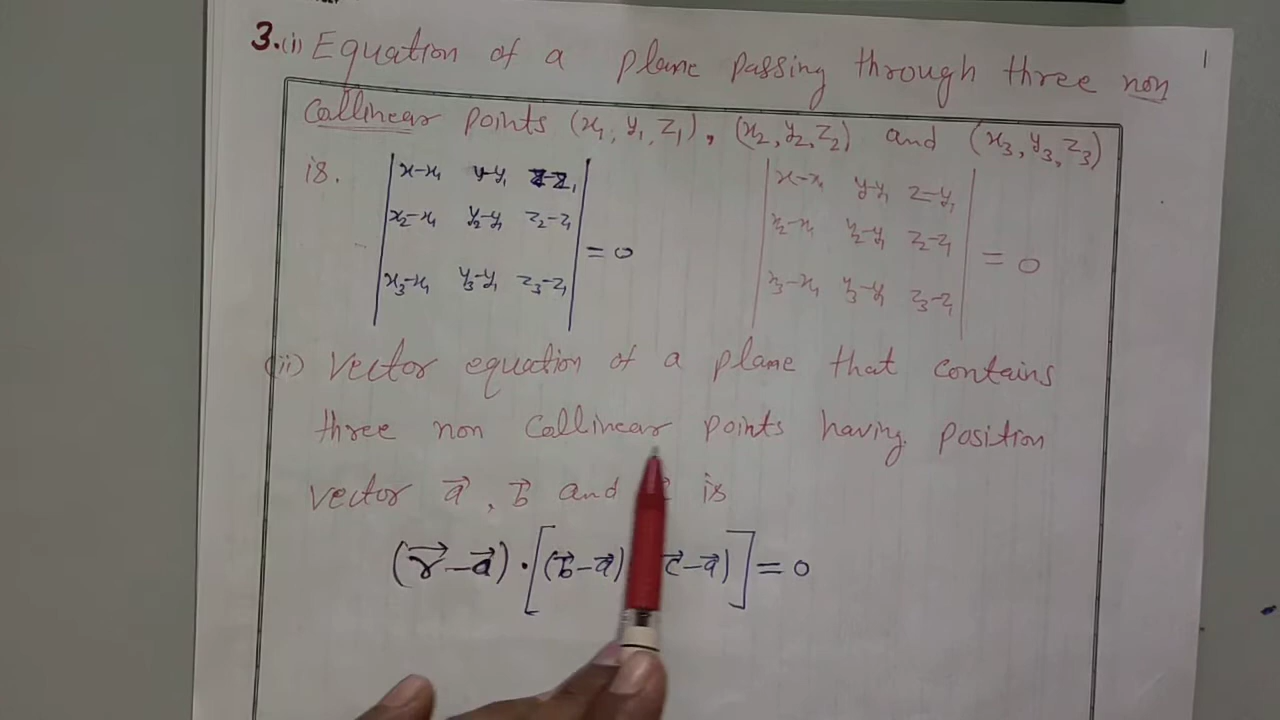 3.(i) Equation of a plane passing through three non
Collinear points (x₁, y₁, z₁), (x₂, y₂, z₂) and (x₃, y₃, z₃)
is. | x-x₁ y-y₁ z-z₁ | | x-x₁ y-y₁ z-y₁ |
| x₂-x₁ y₂-y₁ z₂-z₁ | = 0 | x₂-x₁ y₂-y₁ z₂-z₁ | = 0
| x₃-x₁ y₃-y₁ z₃-z₁ | | x₃-x₁ y₃-y₁ z₃-z₁ |
(ii) Vector equation of a plane that contains
three non Collinear points having position
vector a⃗, b⃗ and is
(r⃗-a⃗)·[(b⃗-a⃗) c⃗-a⃗)] = 0